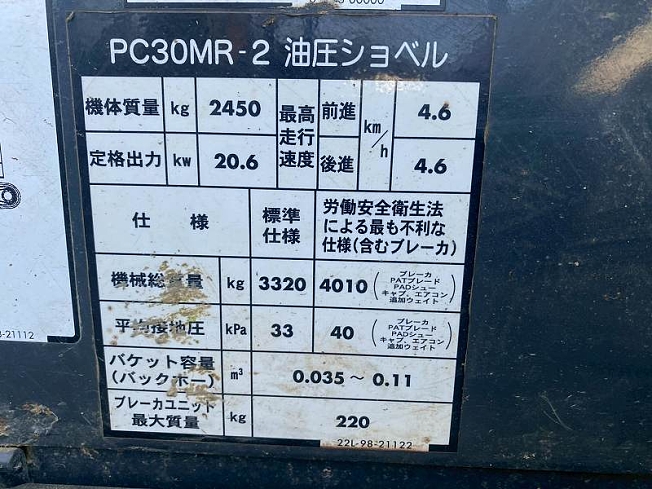 PC30MR-2 油圧ショベル
機体質量 kg 2450 最高走行速度 前進 km/h 4.6
定格出力 kw 20.6 後進 4.6
仕様 標準仕様 労働安全衛生法による最も不利な仕様(含むブレーカ)
機械総質量 kg 3320 4010 (ブレーカ PATブレード PADシュー キャブ、エアコン 追加ウェイト)
平均接地圧 kPa 33 40 (ブレーカ PATブレード PADシュー キャブ、エアコン 追加ウェイト)
バケット容量(バックホー) m³ 0.035～0.11
ブレーカユニット最大質量 kg 220
22L-98-21122
8-21112